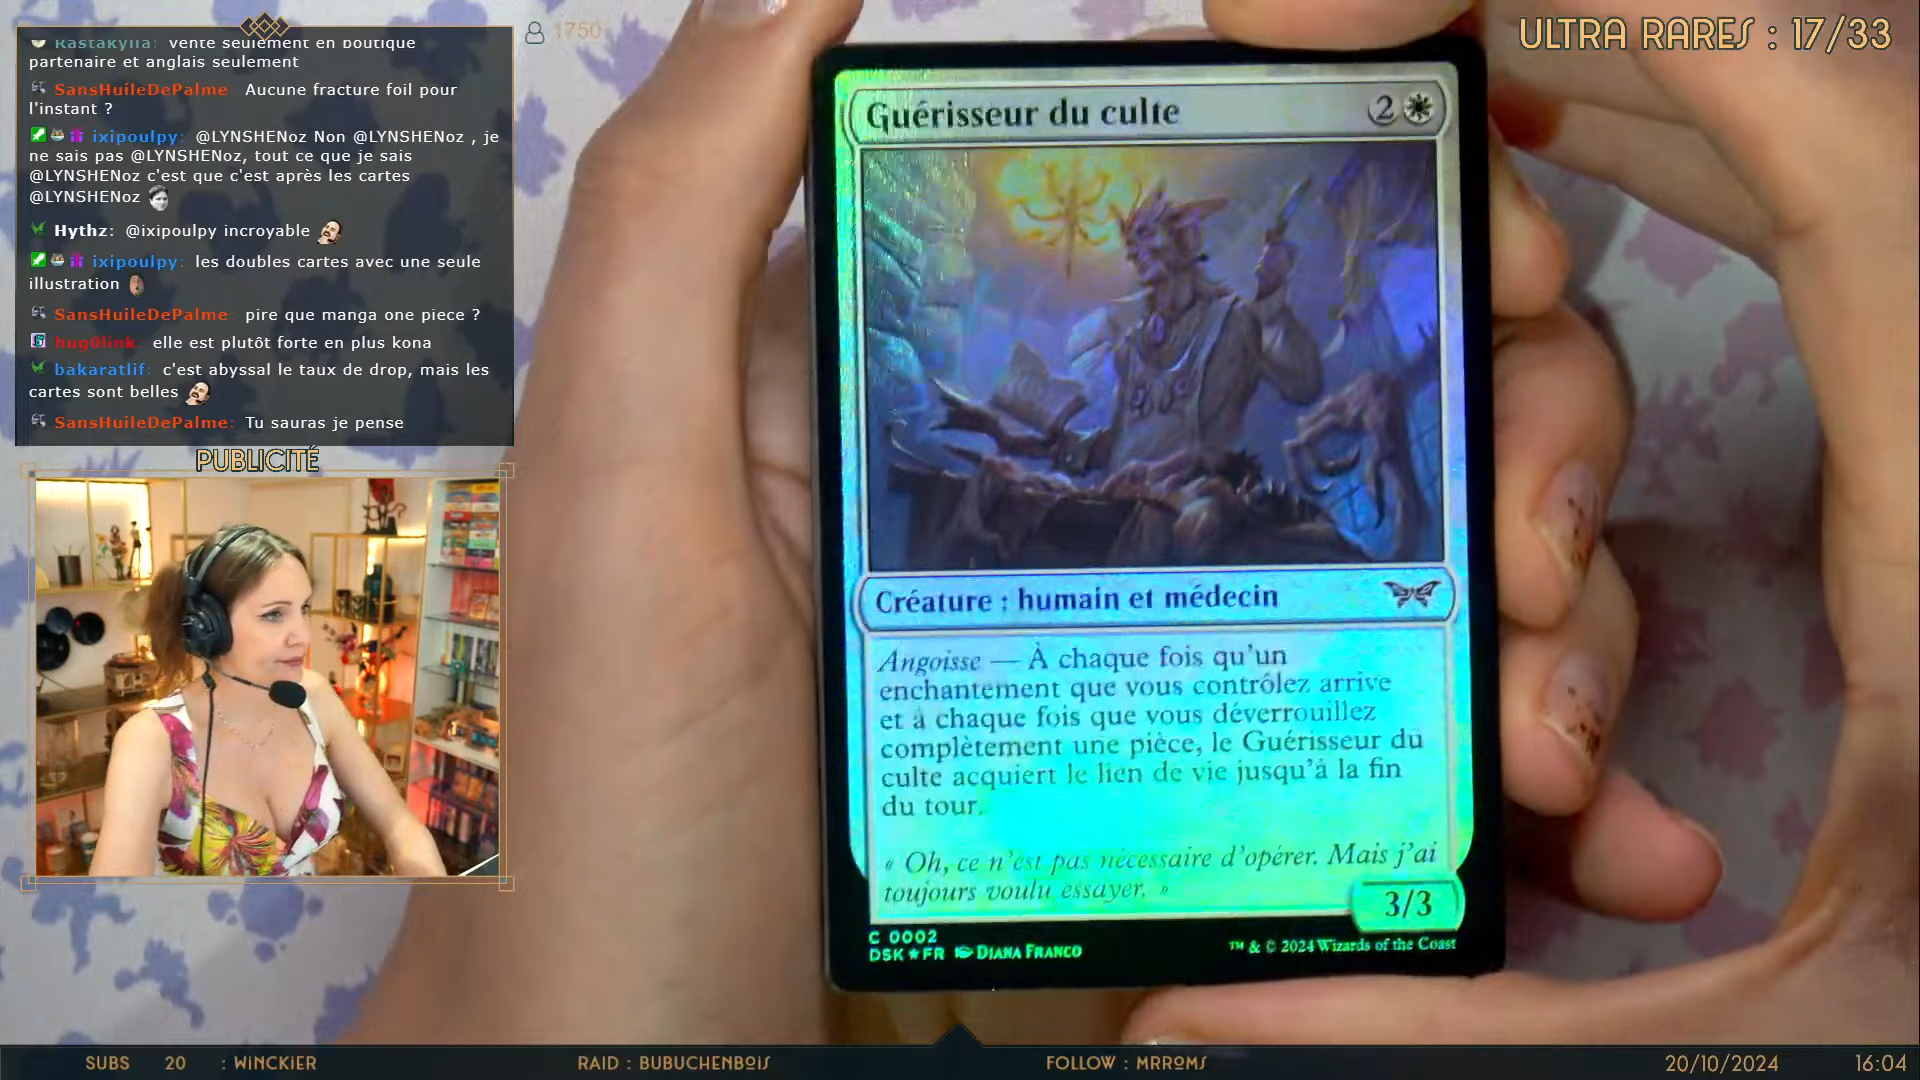 Rastakylia: Vente seulement en boutique
partenaire et anglais seulement
SansHuileDePalme: Aucune fracture foil pour
l'instant ?
ixipoulpy: @LYNSHENoz Non @LYNSHENoz , je
ne sais pas @LYNSHENoz, tout ce que je sais
@LYNSHENoz c'est que c'est après les cartes
@LYNSHENoz
Hythz: @ixipoulpy incroyable
ixipoulpy: les doubles cartes avec une seule
illustration
SansHuileDePalme: pire que manga one piece ?
hug0link: elle est plutôt forte en plus kona
bakaratlif: c'est abyssal le taux de drop, mais les
cartes sont belles
SansHuileDePalme: Tu sauras je pense
PUBLICITÉ
1750
ULTRA RARES : 17/33
Guérisseur du culte 2
Créature : humain et médecin
Angoisse — À chaque fois qu'un
enchantement que vous contrôlez arrive
et à chaque fois que vous déverrouillez
complètement une pièce, le Guérisseur du
culte acquiert le lien de vie jusqu'à la fin
du tour.
« Oh, ce n'est pas nécessaire d'opérer. Mais j'ai
toujours voulu essayer. »
3/3
C 0002
DSK★FR DIANA FRANCO
™ & © 2024 Wizards of the Coast
SUBS 20 : WINCKIER
RAID : BUBUCHENBOIS
FOLLOW : MRROMS
20/10/2024 16:04